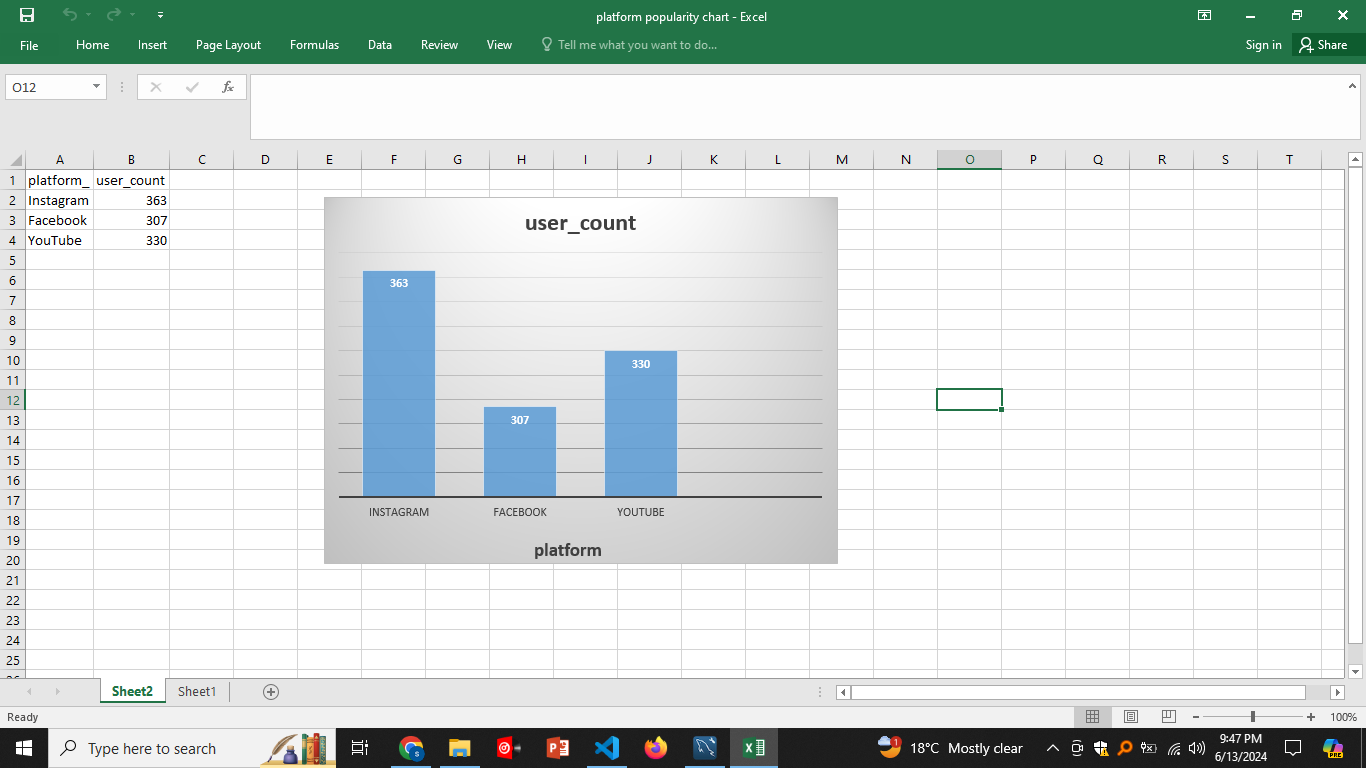 platform popularity chart - Excel
File Home Insert Page Layout Formulas Data Review View Tell me what you want to do... Sign in Share
O12 fx
A B C D E F G H I J K L M N O P Q R S T
1 platform_ user_count
2 Instagram 363
3 Facebook 307
4 YouTube 330
5
6
7
8
9
10
11
12
13
14
15
16
17
18
19
20
21
22
23
24
25
user_count
363
330
307
INSTAGRAM FACEBOOK YOUTUBE
platform
Sheet2 Sheet1
Ready 100%
Type here to search
18°C Mostly clear
9:47 PM
6/13/2024